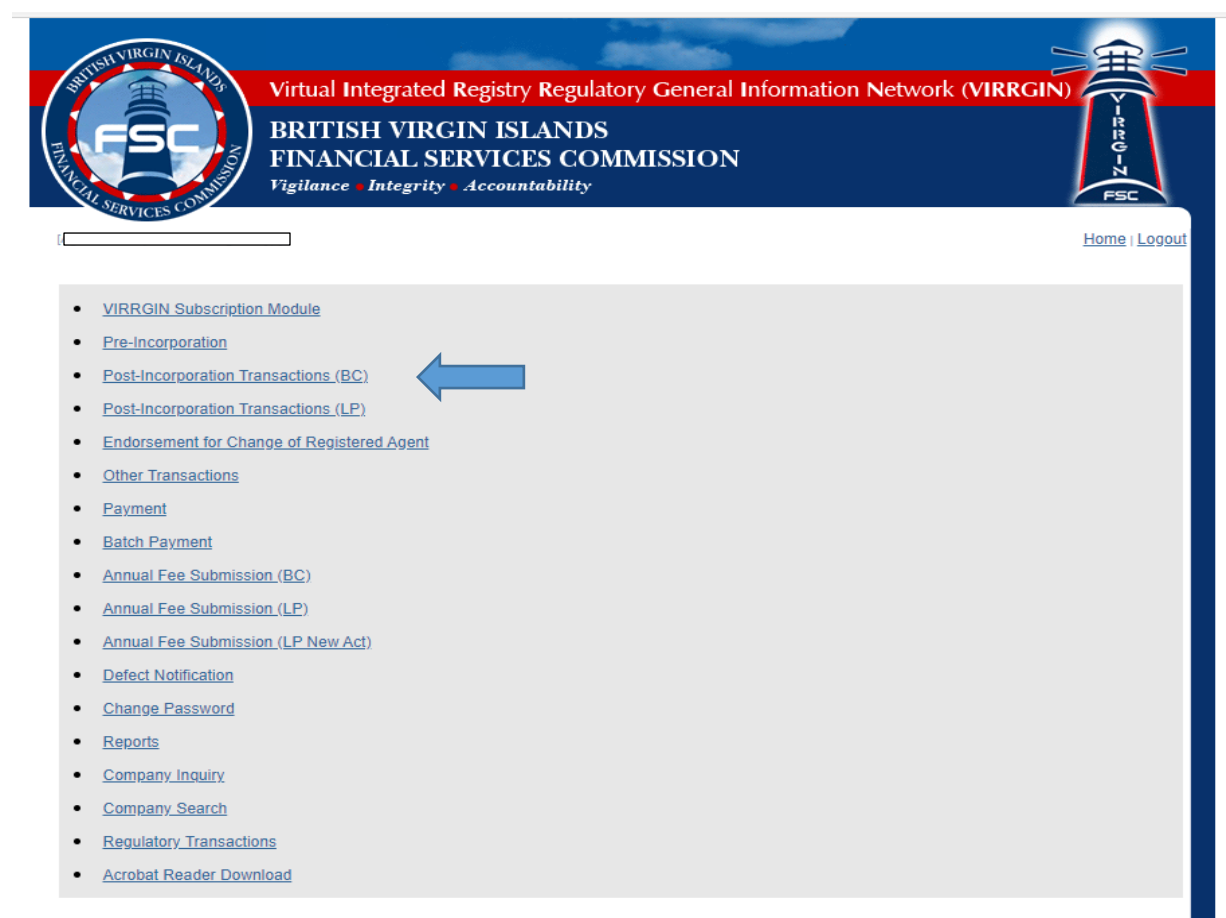 BRITISH VIRGIN ISLANDS
FSC
FINANCIAL SERVICES COMMISSION
Virtual Integrated Registry Regulatory General Information Network (VIRRGIN)
BRITISH VIRGIN ISLANDS
FINANCIAL SERVICES COMMISSION
Vigilance • Integrity • Accountability
VIRRGIN
FSC
Home | Logout
• VIRRGIN Subscription Module
• Pre-Incorporation
• Post-Incorporation Transactions (BC)
• Post-Incorporation Transactions (LP)
• Endorsement for Change of Registered Agent
• Other Transactions
• Payment
• Batch Payment
• Annual Fee Submission (BC)
• Annual Fee Submission (LP)
• Annual Fee Submission (LP New Act)
• Defect Notification
• Change Password
• Reports
• Company Inquiry
• Company Search
• Regulatory Transactions
• Acrobat Reader Download